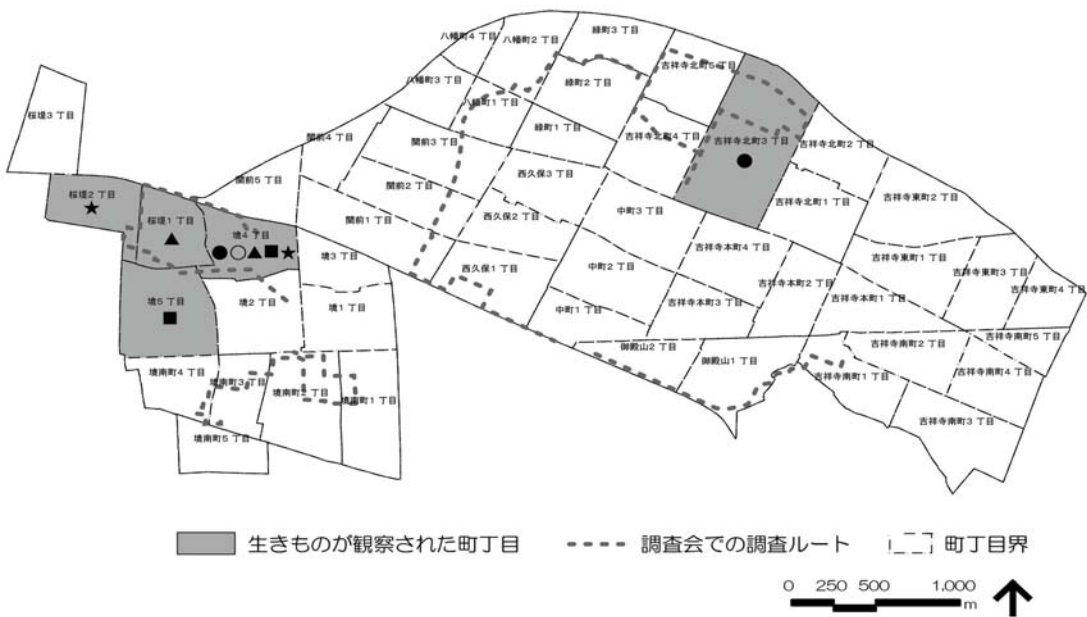 八幡町4 丁目
八幡町2 丁目
緑町3 丁目
吉祥寺北町5 丁目
八幡町3 丁目
八幡町1 丁目
緑町2 丁目
桜堤3 丁目
関前4 丁目
関前3 丁目
緑町1 丁目
吉祥寺北町4 丁目
吉祥寺北町3 丁目
吉祥寺北町2 丁目
関前5 丁目
関前2 丁目
西久保3 丁目
桜堤2 丁目
吉祥寺北町1 丁目
吉祥寺東町2 丁目
桜堤1 丁目
関前1 丁目
西久保2 丁目
中町3 丁目
境4 丁目
吉祥寺本町4 丁目
吉祥寺東町1 丁目
境3 丁目
西久保1 丁目
中町2 丁目
吉祥寺本町2 丁目
吉祥寺東町3 丁目
吉祥寺東町4 丁目
境5 丁目
境2 丁目
境1 丁目
中町1 丁目
吉祥寺本町3 丁目
吉祥寺本町1 丁目
御殿山2 丁目
御殿山1 丁目
吉祥寺南町2 丁目
吉祥寺南町5 丁目
境南町4 丁目
境南町3 丁目
境南町2 丁目
境南町1 丁目
吉祥寺南町1 丁目
吉祥寺南町4 丁目
境南町5 丁目
吉祥寺南町3 丁目
生きものが観察された町丁目
調査会での調査ルート
町丁目界
0 250 500 1,000
m